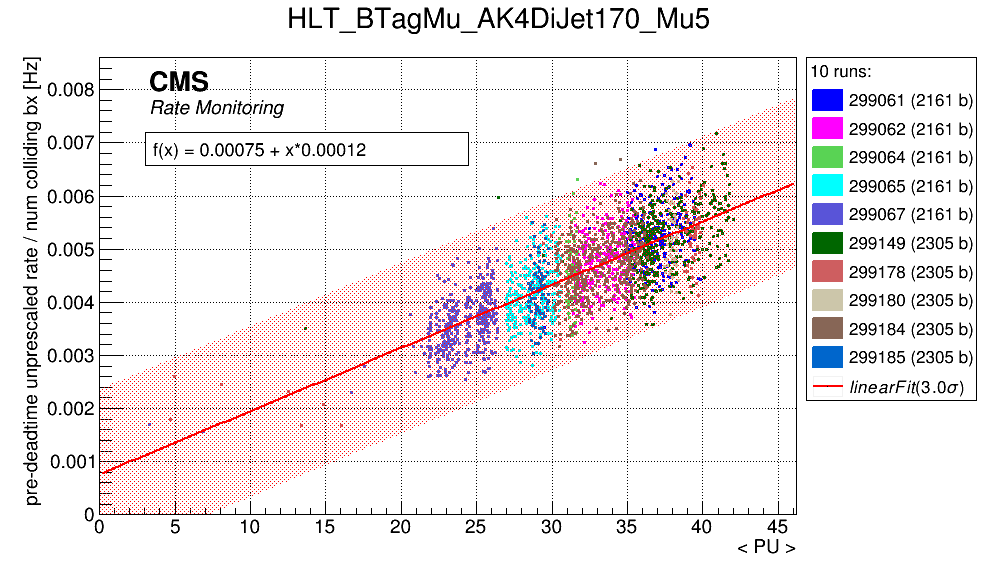 HLT_BTagMu_AK4DiJet170_Mu5
pre-deadtime unprescaled rate / num colliding bx [Hz]
0.008
0.007
0.006
0.005
0.004
0.003
0.002
0.001
0
CMS
Rate Monitoring
f(x) = 0.00075 + x*0.00012
0 5 10 15 20 25 30 35 40 45
< PU >
10 runs:
299061 (2161 b)
299062 (2161 b)
299064 (2161 b)
299065 (2161 b)
299067 (2161 b)
299149 (2305 b)
299178 (2305 b)
299180 (2305 b)
299184 (2305 b)
299185 (2305 b)
linearFit(3.0σ)